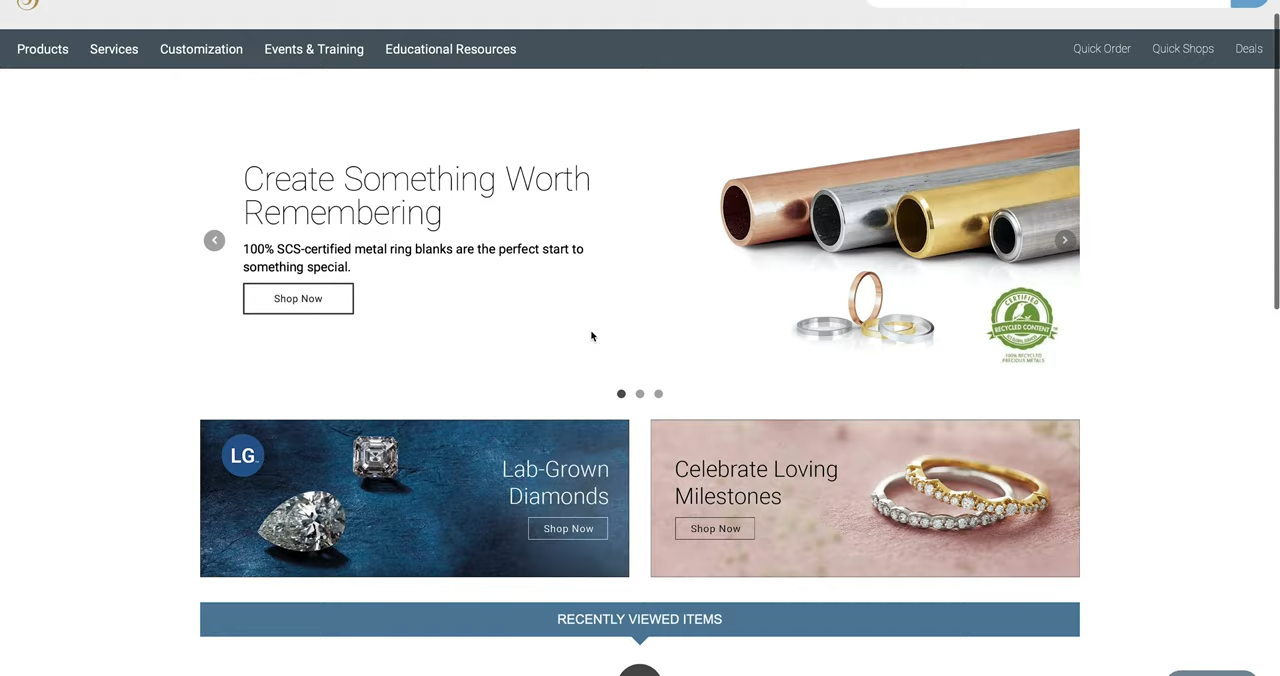 Products Services Customization Events & Training Educational Resources Quick Order Quick Shops Deals
Create Something Worth
Remembering
100% SCS-certified metal ring blanks are the perfect start to
something special.
Shop Now
CERTIFIED
RECYCLED CONTENT
100% RECYCLED
PRECIOUS METALS
LG
Lab-Grown
Diamonds
Shop Now
Celebrate Loving
Milestones
Shop Now
RECENTLY VIEWED ITEMS